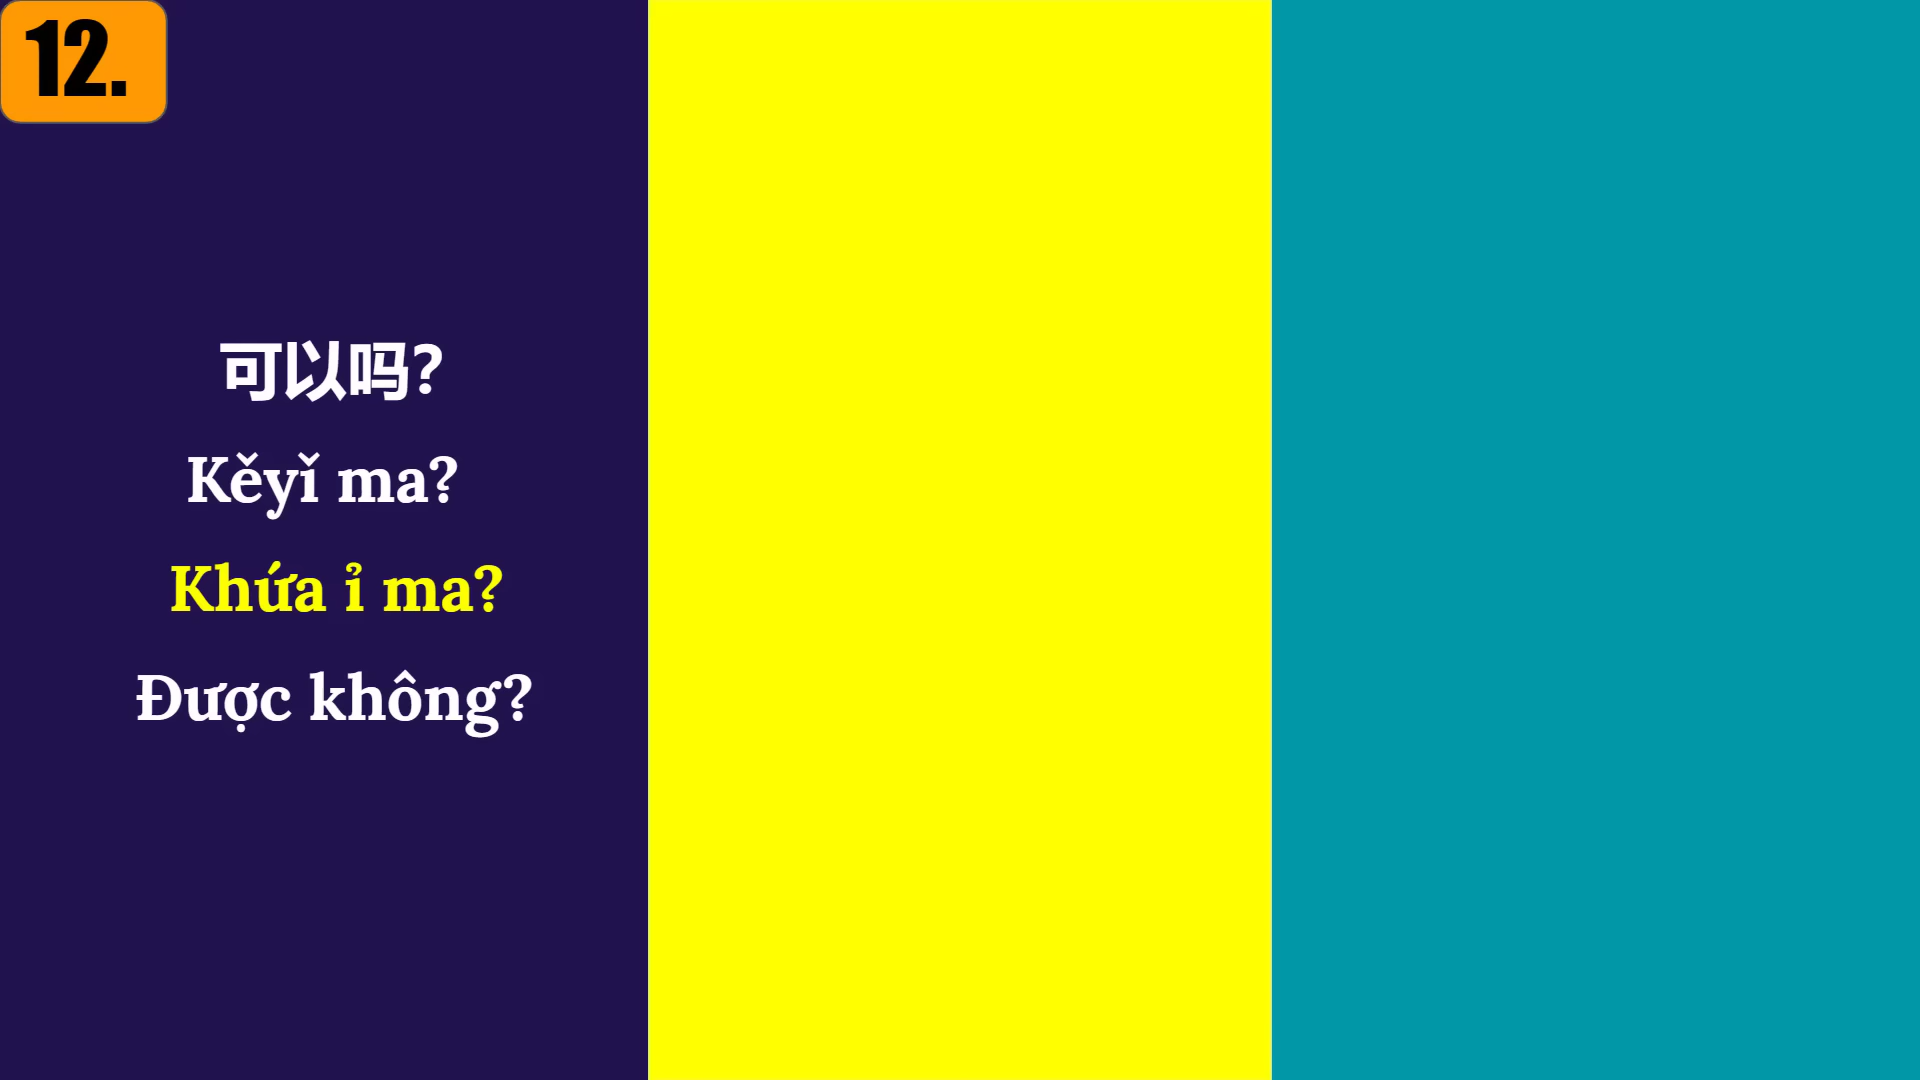 12.
可以吗?
Kěyǐ ma?
Khứa ỉ ma?
Được không?